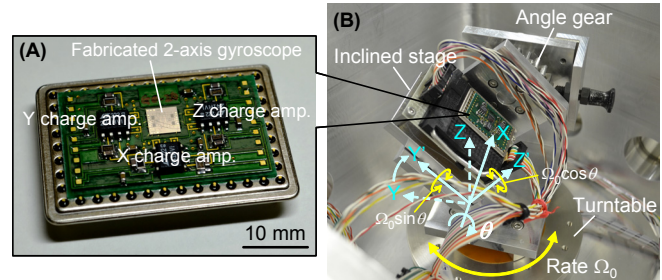 (A)
Fabricated 2-axis gyroscope
Y charge amp.
Z charge amp.
X charge amp.
10 mm
(B)
Angle gear
Inclined stage
Z
X
Y'
Z'
Y
Ω₀cosθ
Ω₀sinθ
θ
Turntable
Rate Ω₀